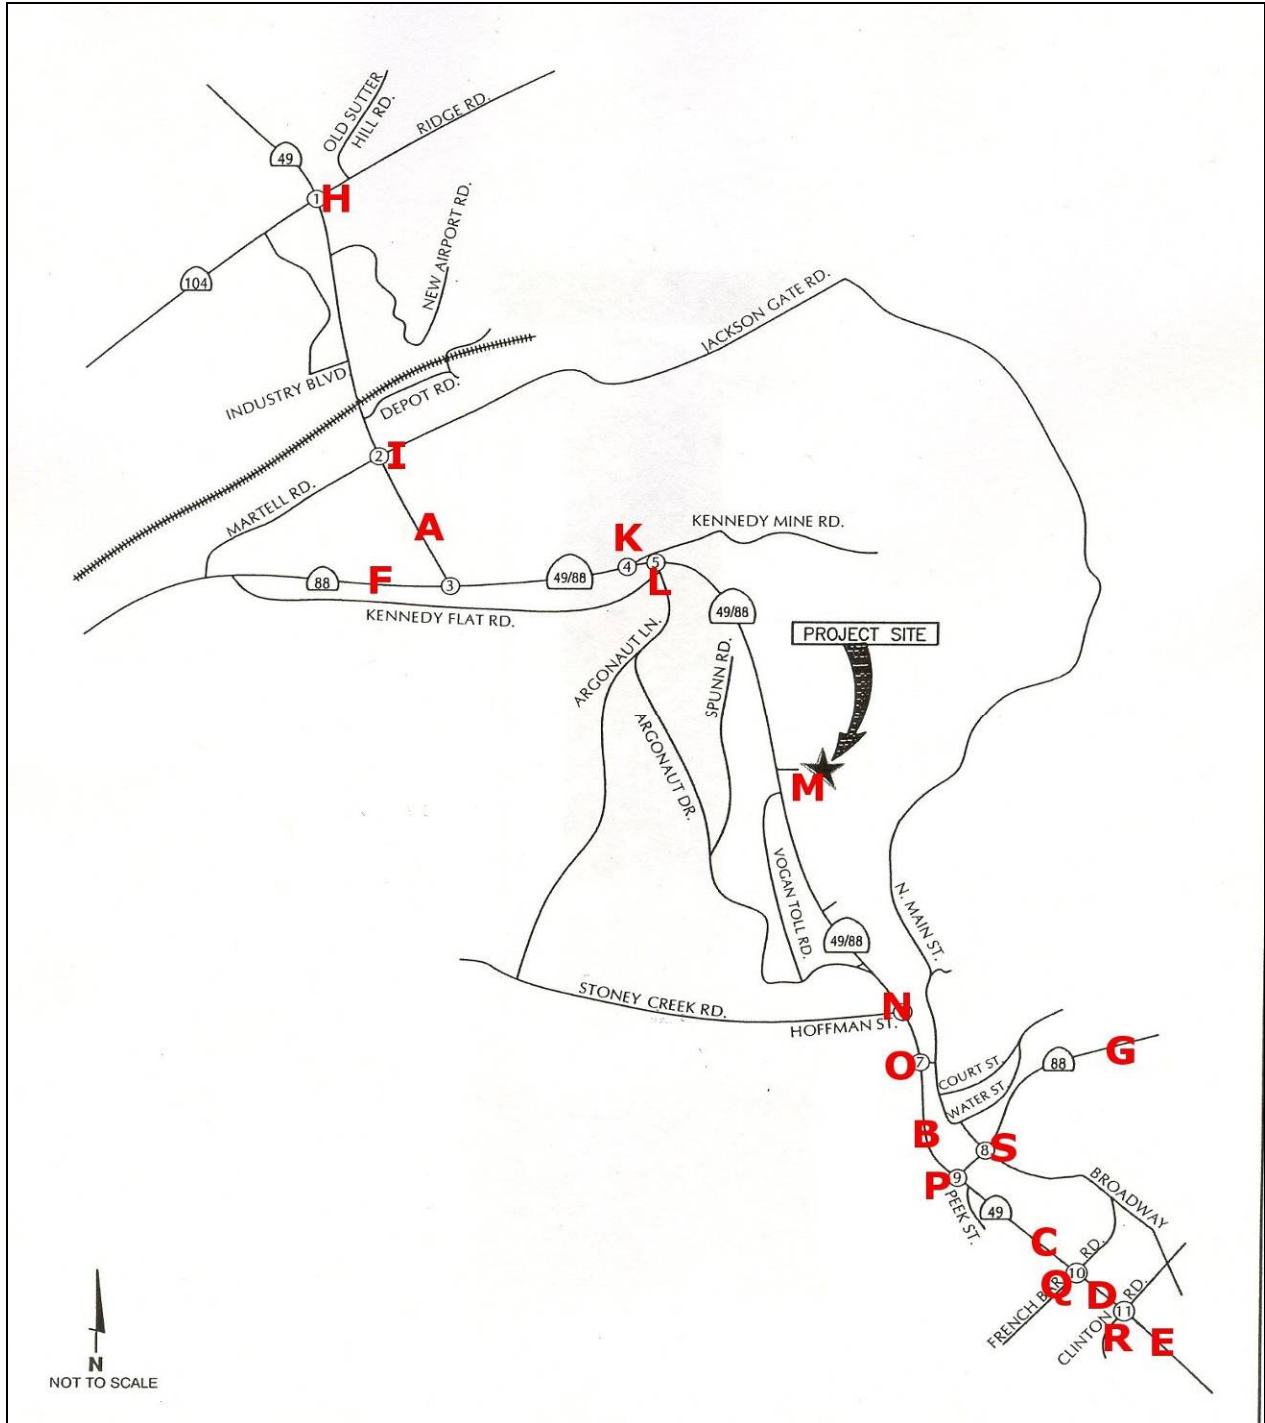 OLD SUTTER
HILL RD.
RIDGE RD.
49
1
H
NEW AIRPORT RD.
104
JACKSON GATE RD.
INDUSTRY BLVD
DEPOT RD.
2
I
MARTELL RD.
A
K
KENNEDY MINE RD.
88
F
3
49/88
4
5
L
KENNEDY FLAT RD.
49/88
PROJECT SITE
ARGONAUT LN.
SPUNN RD.
ARGONAUT DR.
M
VOGAN TOLL RD.
N. MAIN ST.
49/88
STONEY CREEK RD.
N
HOFFMAN ST.
O
7
COURT ST.
88
G
WATER ST.
B
8
S
P
9
PEEK ST.
49
BROADWAY
C
Q
10
FRENCH BAR
RD.
D
11
CLINTON
RD.
R
E
N
NOT TO SCALE